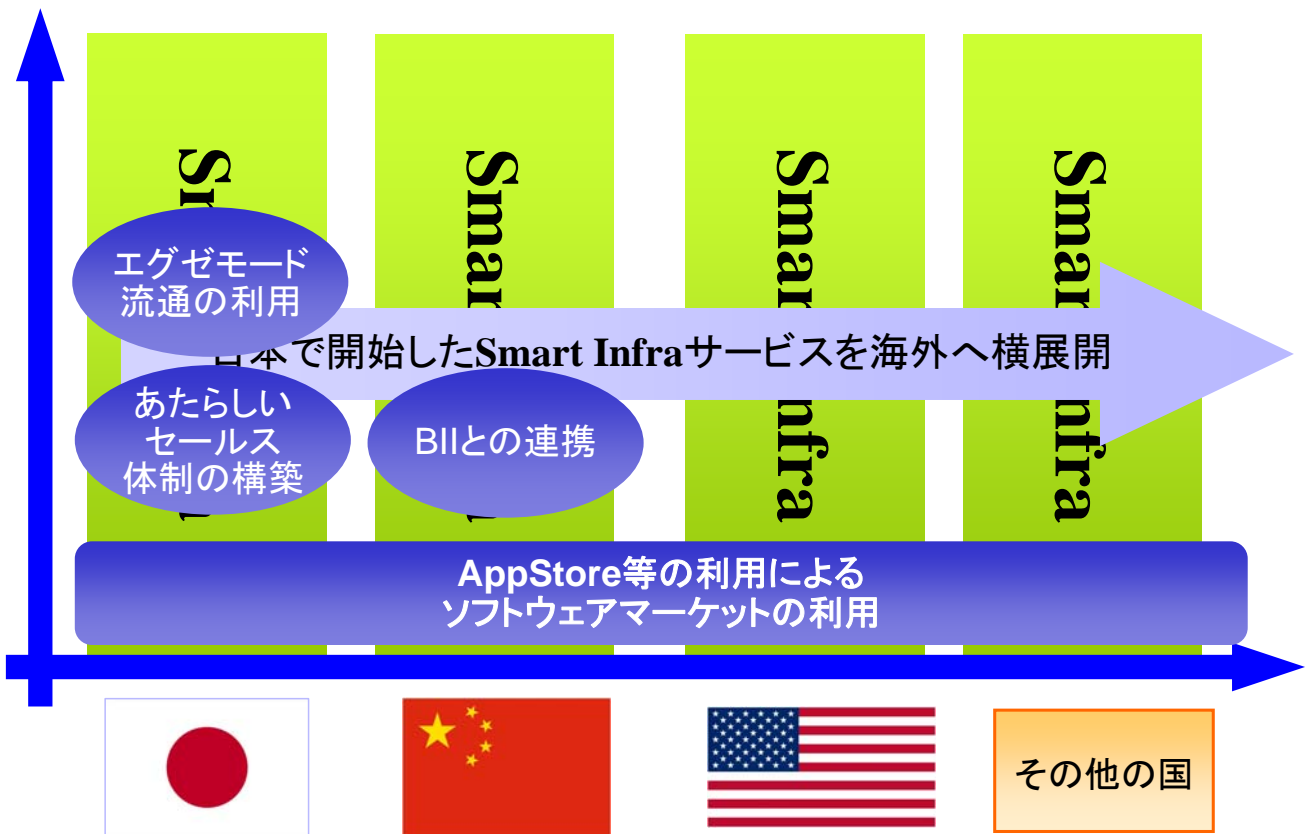 Smart Infra
Smart Infra
エグゼモード
流通の利用
日本で開始したSmart Infraサービスを海外へ横展開
あたらしい
セールス
体制の構築
BIIとの連携
AppStore等の利用による
ソフトウェアマーケットの利用
その他の国